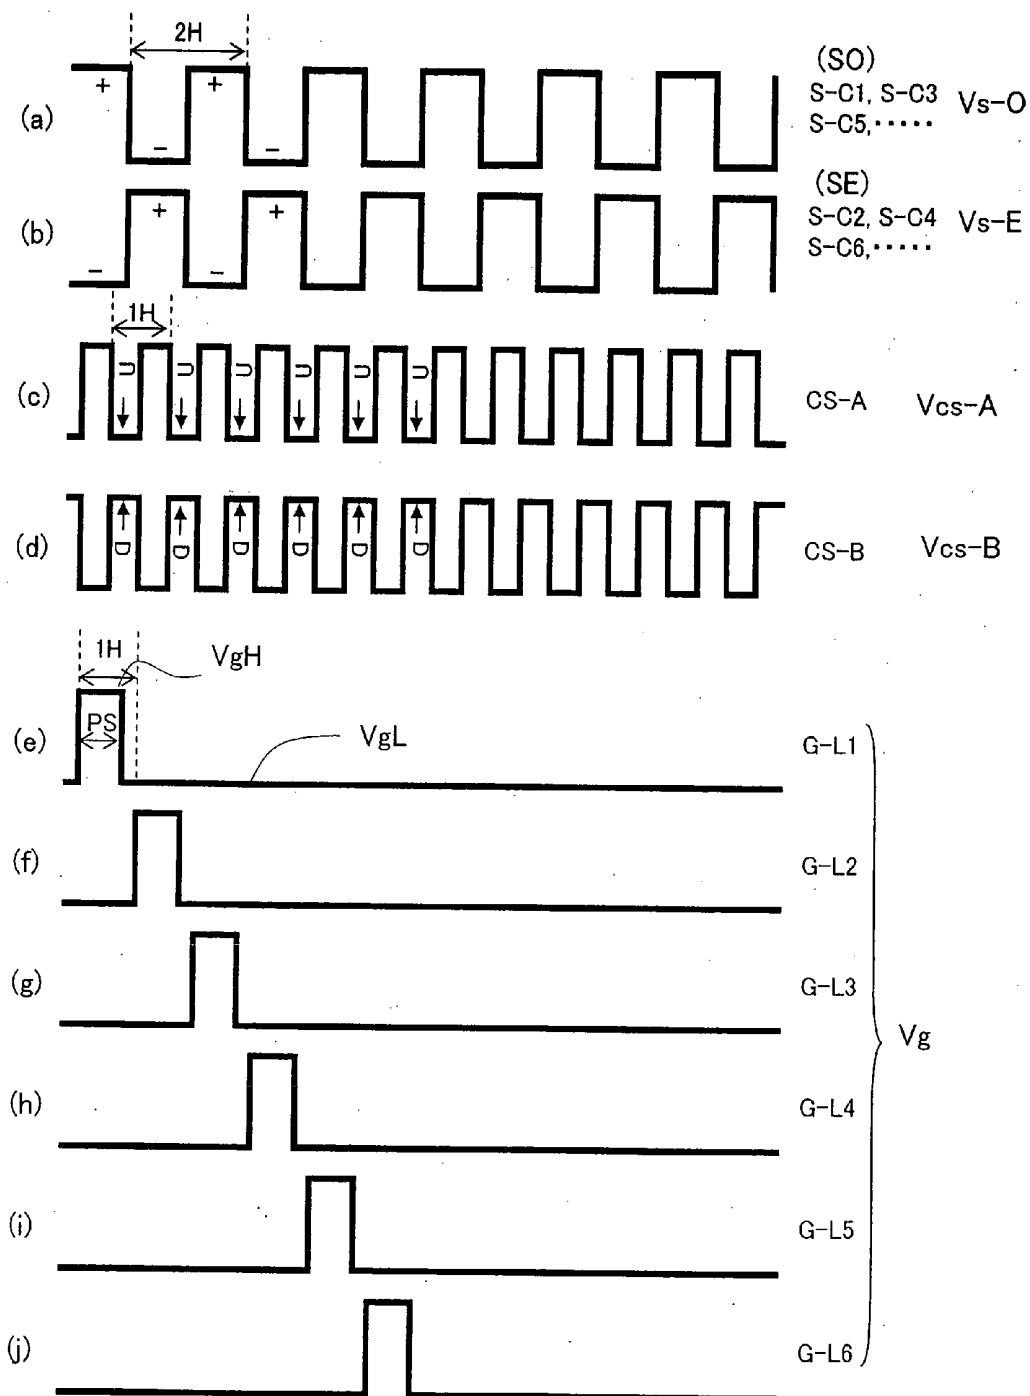 2H
(a)
+
+
−
−
(SO)
S-C1, S-C3
S-C5, ·····
Vs-O
(b)
+
+
−
−
(SE)
S-C2, S-C4
S-C6, ·····
Vs-E
1H
(c)
U U U U U U
CS-A
Vcs-A
(d)
D D D D D D
CS-B
Vcs-B
1H
VgH
(e)
PS
VgL
G-L1
(f)
G-L2
(g)
G-L3
Vg
(h)
G-L4
(i)
G-L5
(j)
G-L6